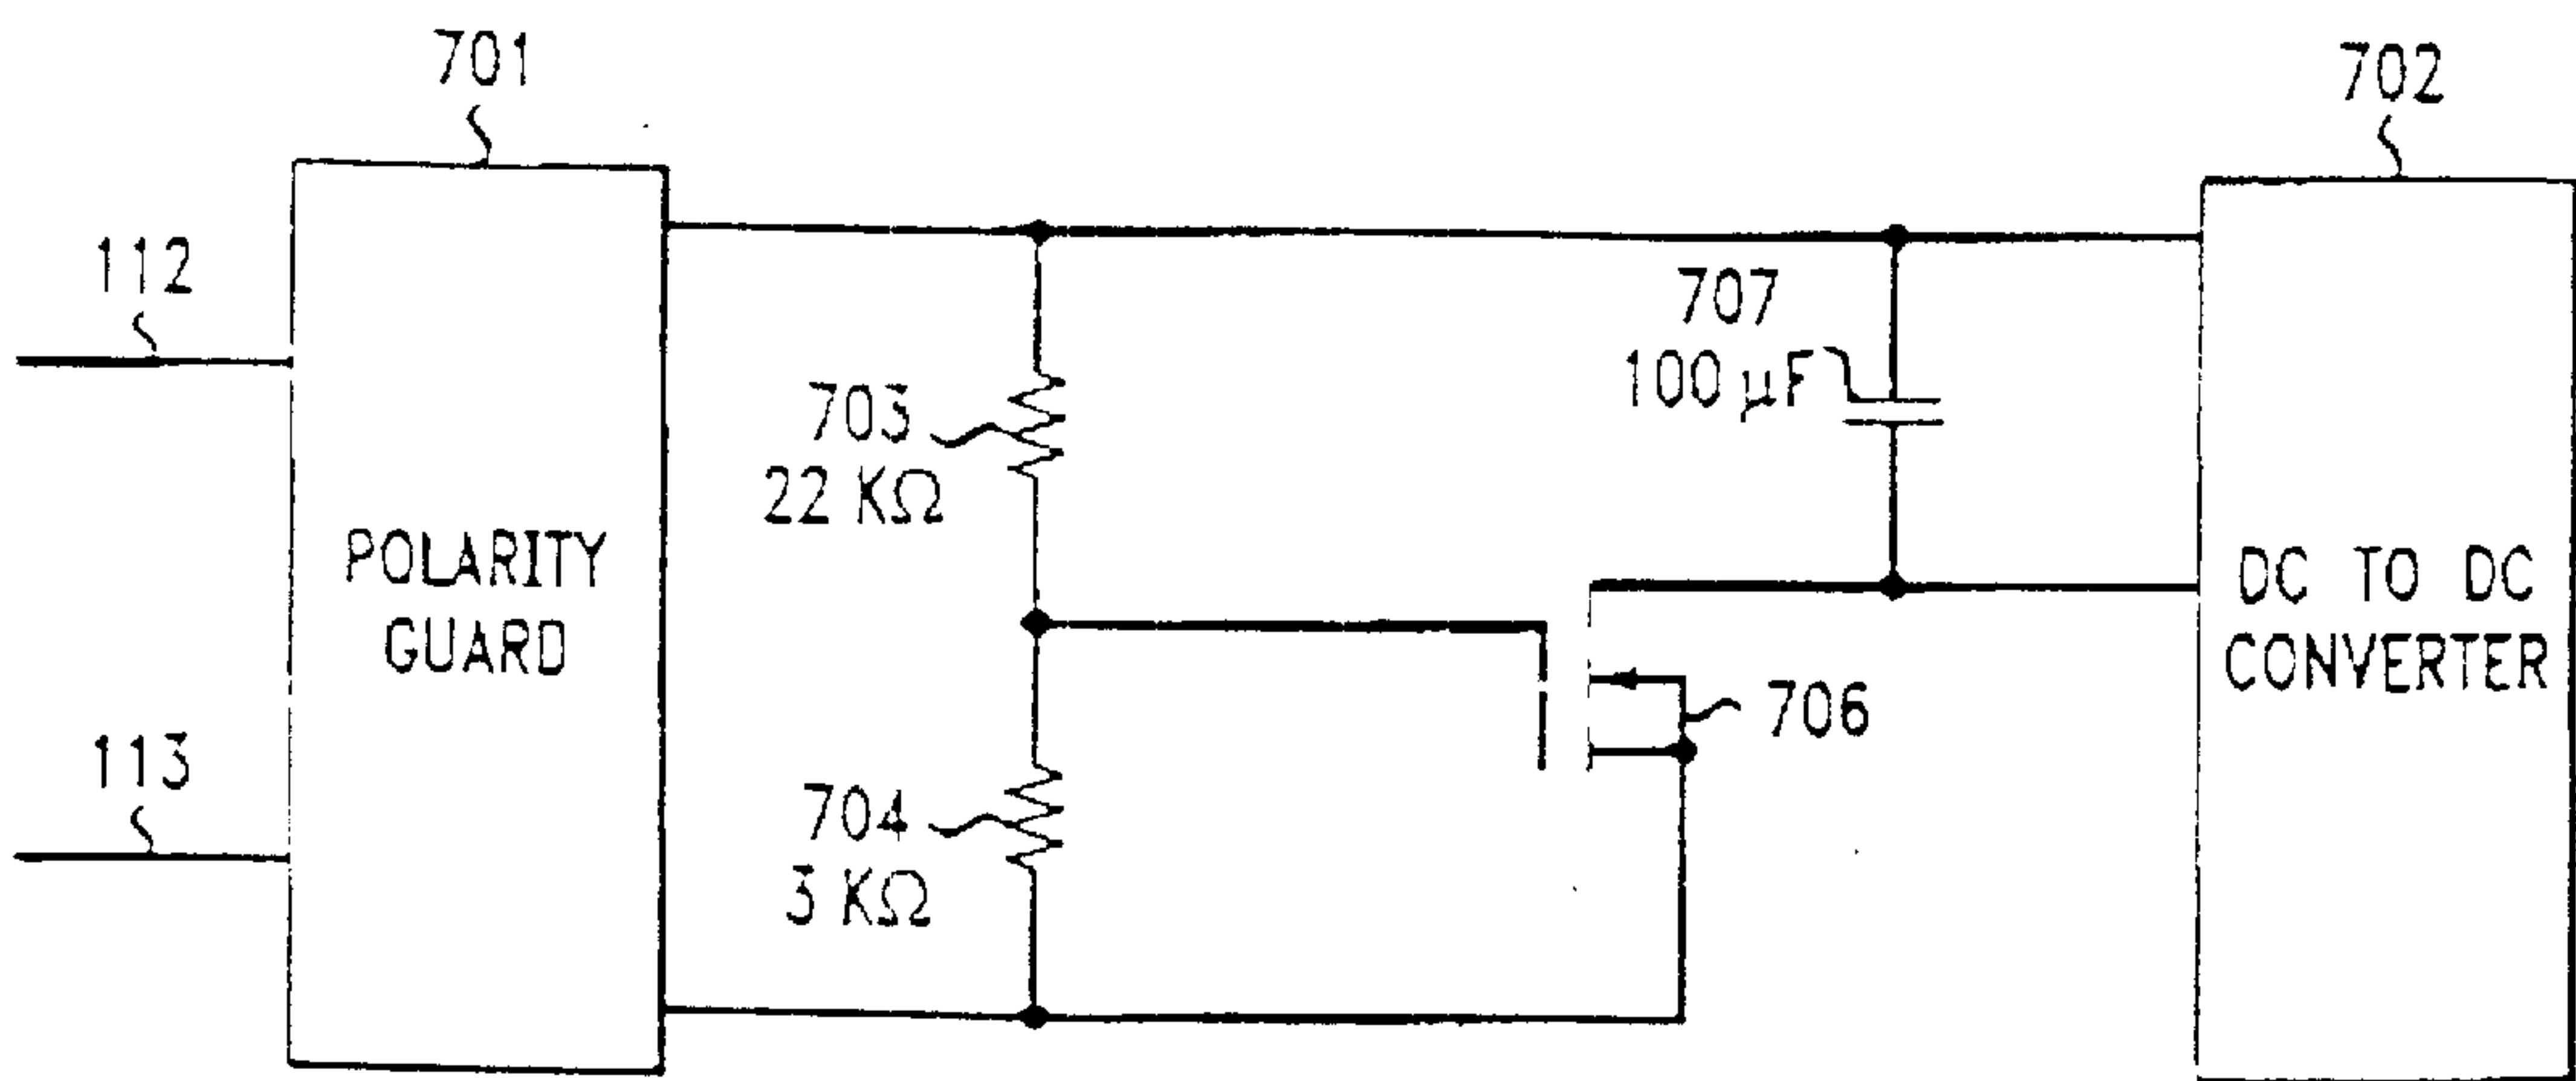 701
702
112
707
100 µF
703
22 KΩ
POLARITY
GUARD
DC TO DC
CONVERTER
706
113
704
3 KΩ